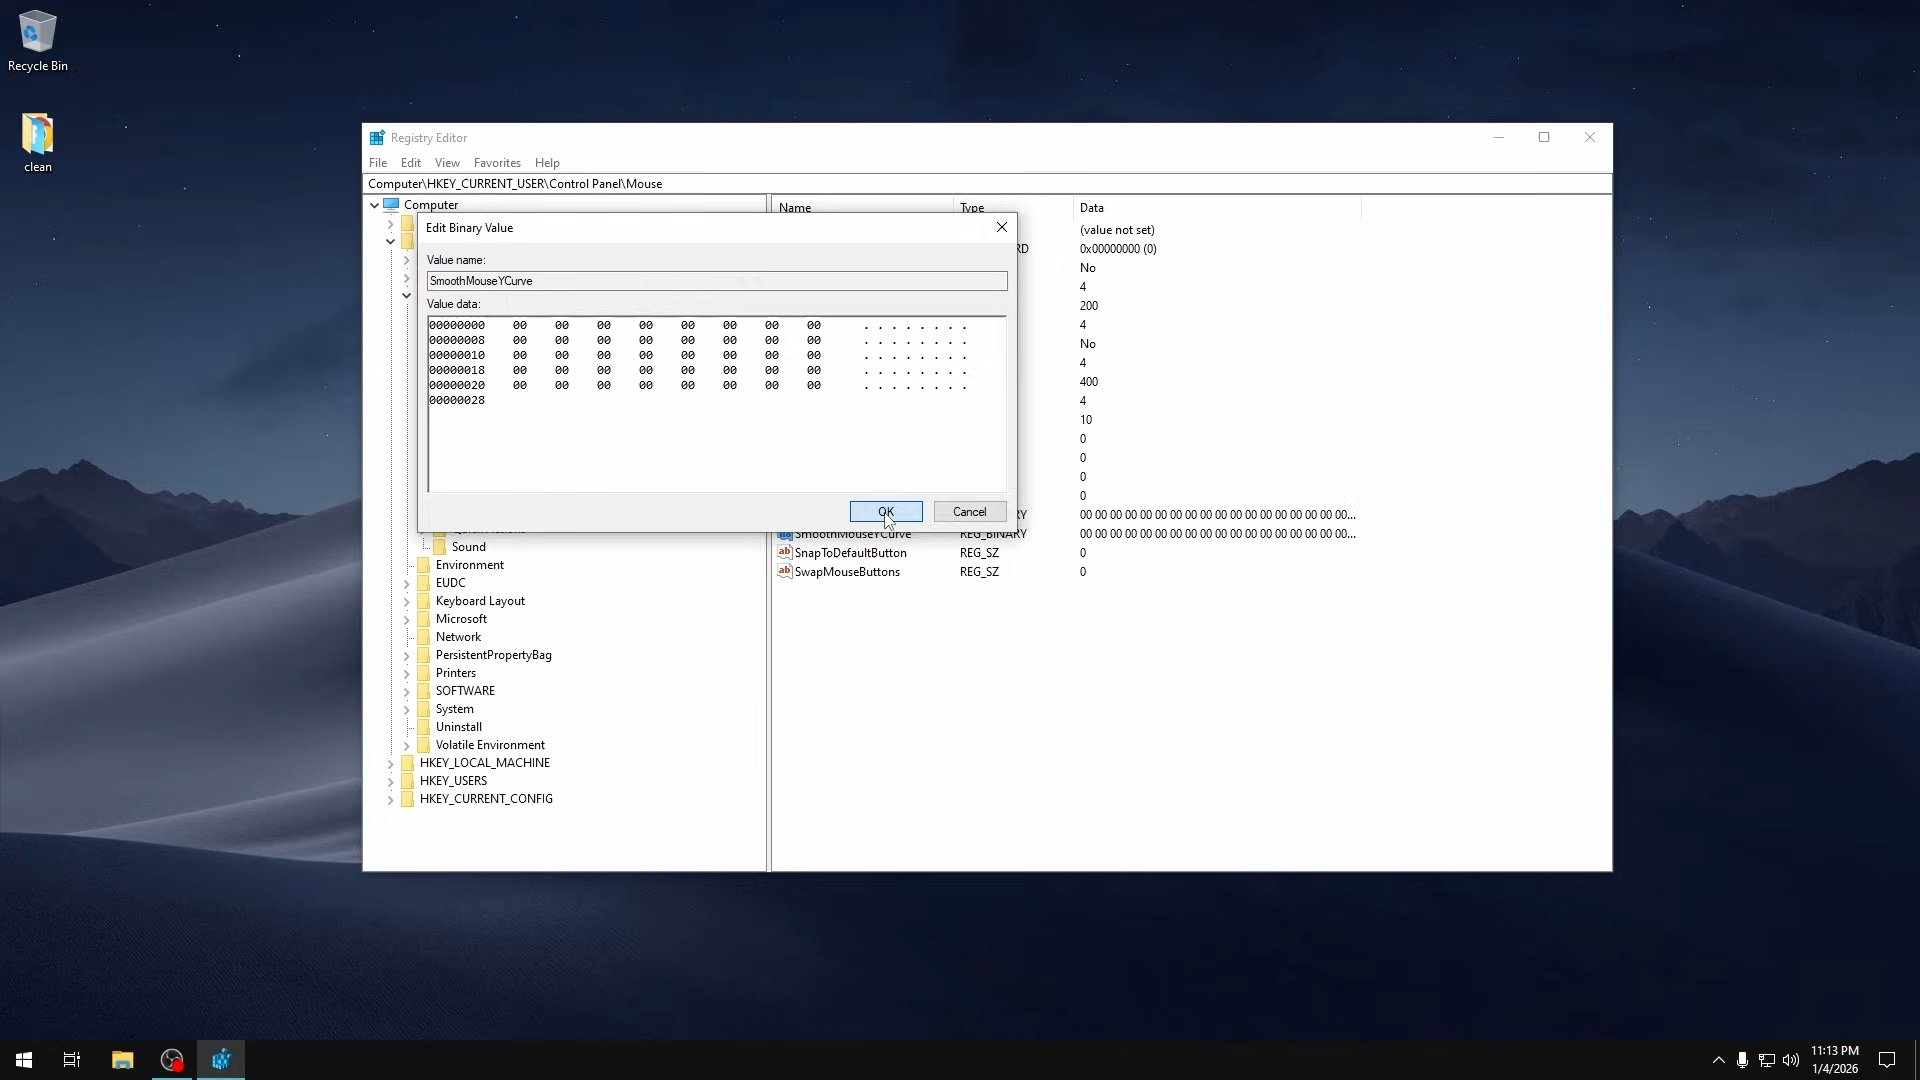 Recycle Bin
clean
Registry Editor
File Edit View Favorites Help
Computer\HKEY_CURRENT_USER\Control Panel\Mouse
Computer
Name Type Data
Edit Binary Value
Value name:
SmoothMouseYCurve
Value data:
00000000 00 00 00 00 00 00 00 00 . . . . . . . .
00000008 00 00 00 00 00 00 00 00 . . . . . . . .
00000010 00 00 00 00 00 00 00 00 . . . . . . . .
00000018 00 00 00 00 00 00 00 00 . . . . . . . .
00000020 00 00 00 00 00 00 00 00 . . . . . . . .
00000028
OK Cancel
(value not set)
RD 0x00000000 (0)
No
4
200
4
No
4
400
4
10
0
0
0
0
RY 00 00 00 00 00 00 00 00 00 00 00 00 00 00 00 00 00 00...
SmoothMouseYCurve REG_BINARY 00 00 00 00 00 00 00 00 00 00 00 00 00 00 00 00 00 00...
SnapToDefaultButton REG_SZ 0
SwapMouseButtons REG_SZ 0
Sound
Environment
EUDC
Keyboard Layout
Microsoft
Network
PersistentPropertyBag
Printers
SOFTWARE
System
Uninstall
Volatile Environment
HKEY_LOCAL_MACHINE
HKEY_USERS
HKEY_CURRENT_CONFIG
11:13 PM
1/4/2026